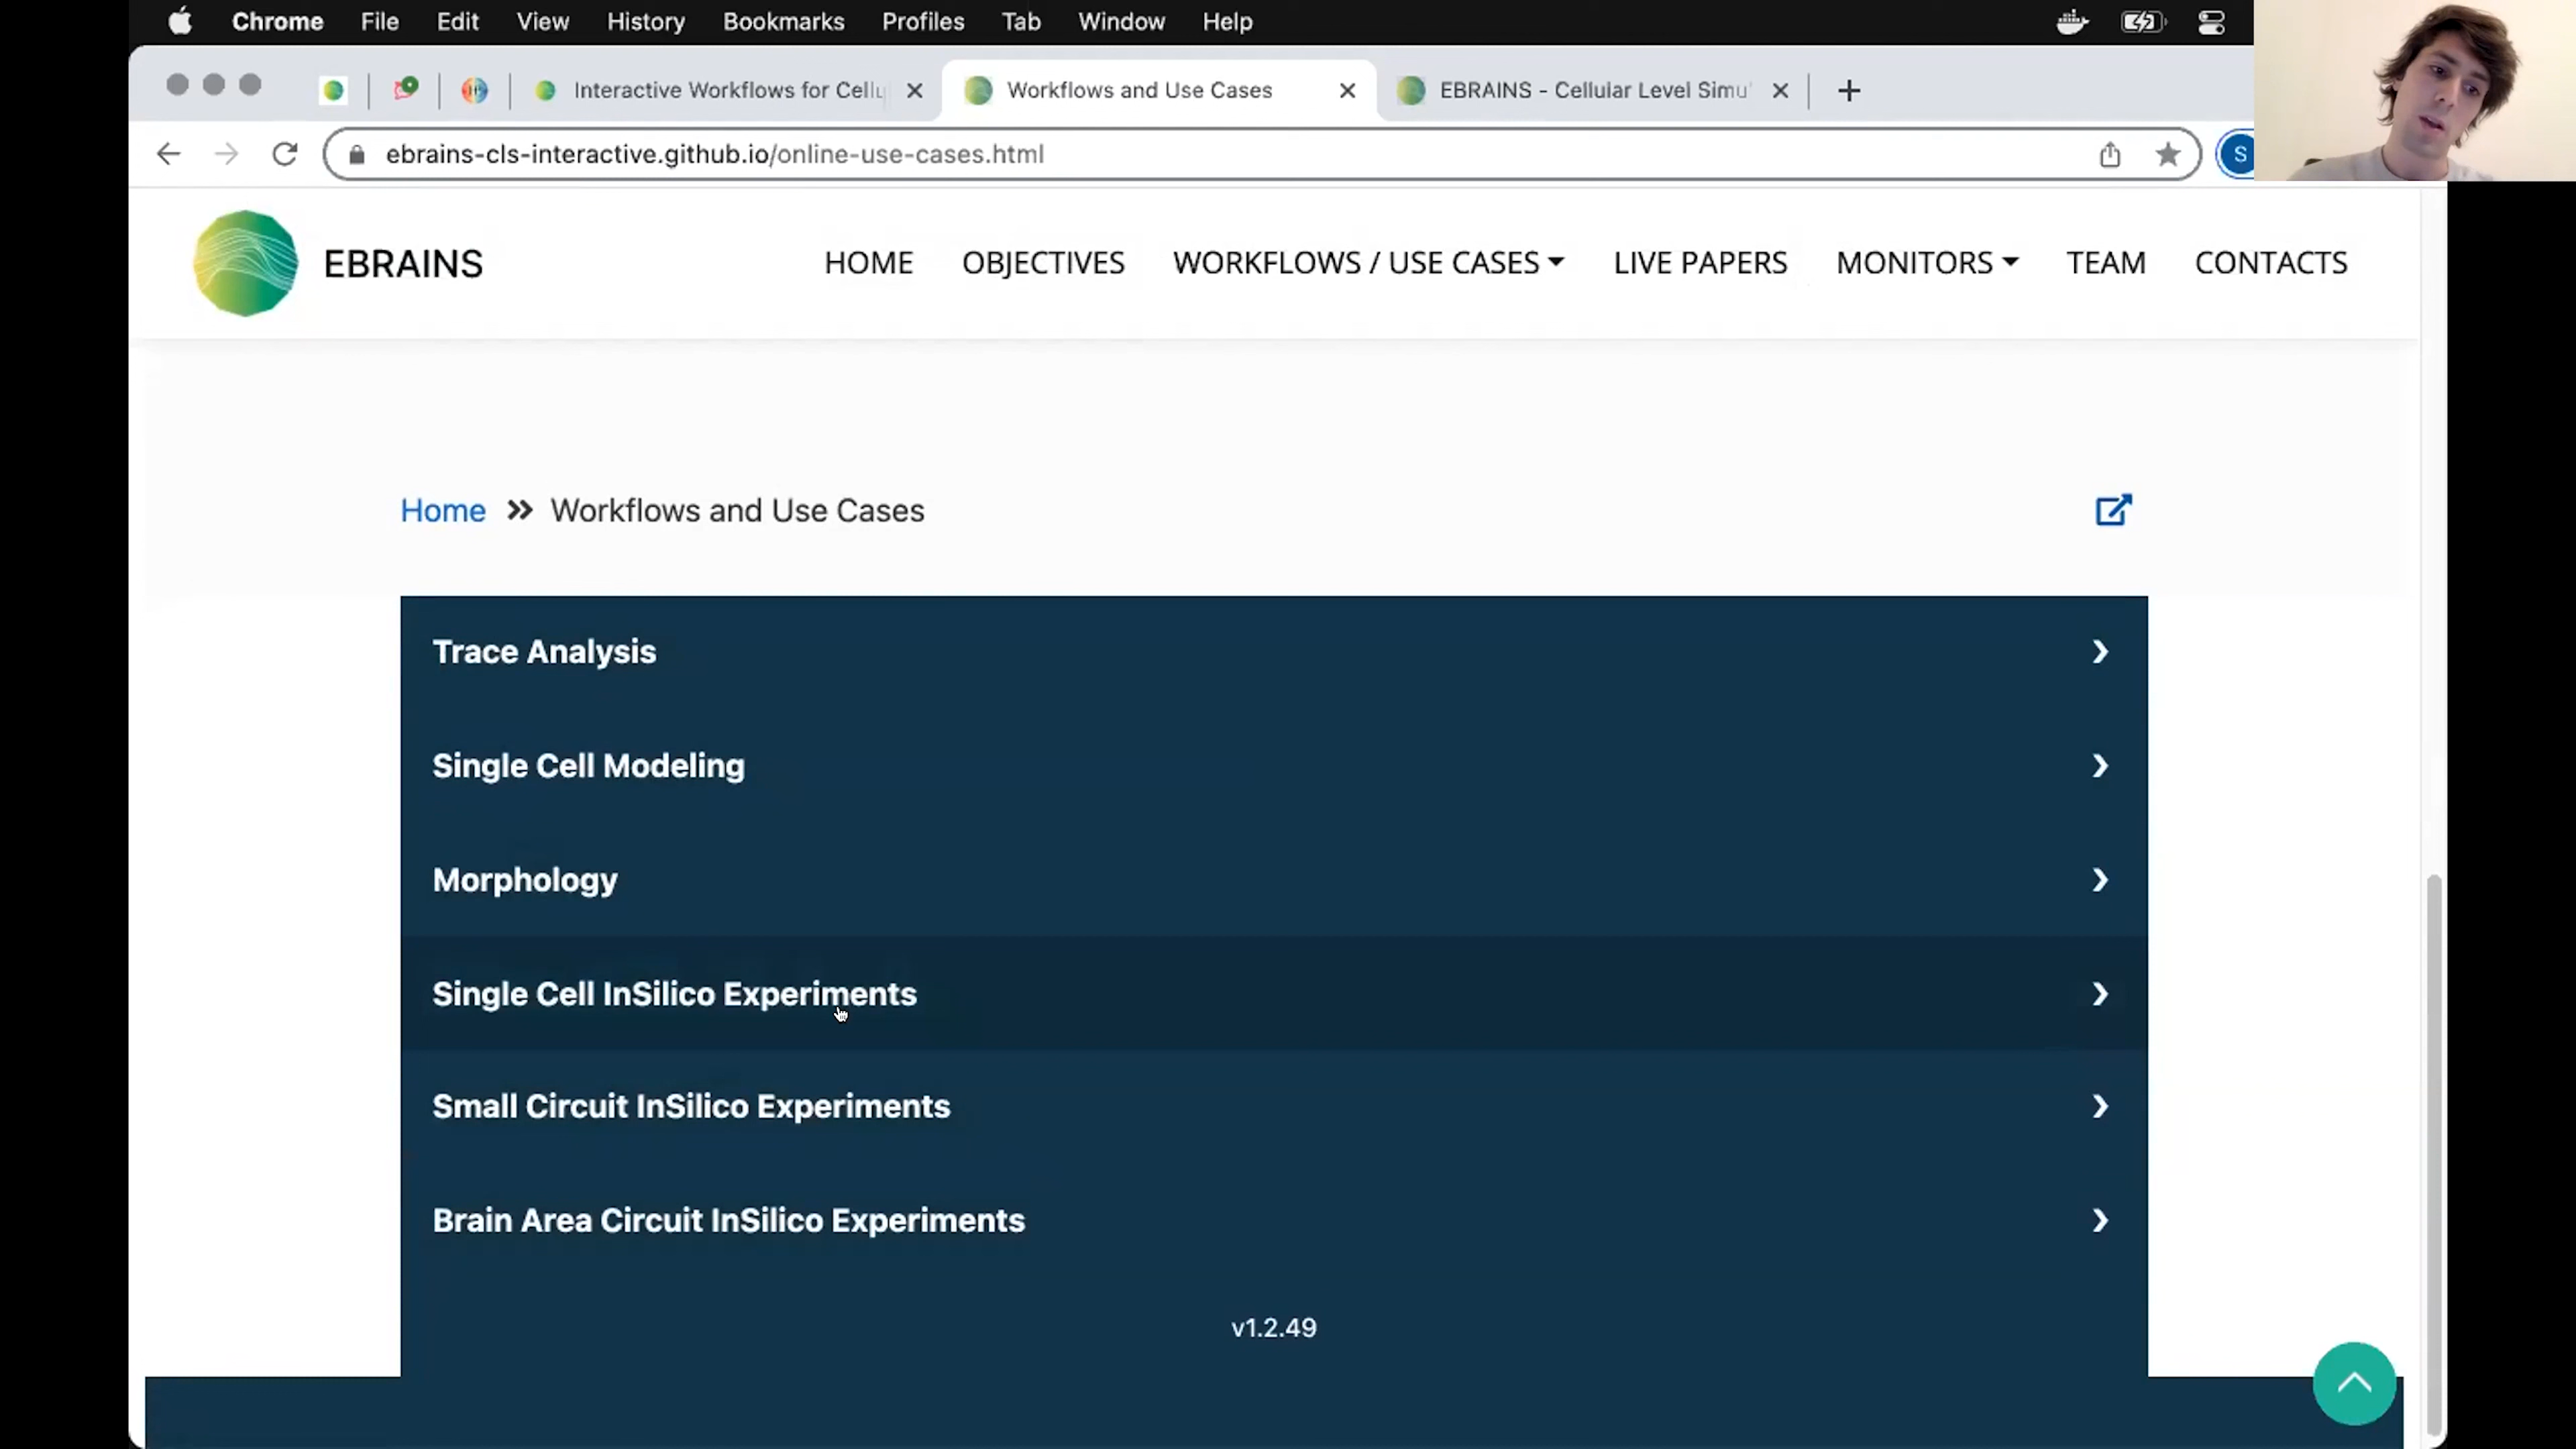 Chrome File Edit View History Bookmarks Profiles Tab Window Help
Interactive Workflows for Cellu
Workflows and Use Cases
EBRAINS - Cellular Level Simu
ebrains-cls-interactive.github.io/online-use-cases.html
S
EBRAINS
HOME OBJECTIVES WORKFLOWS / USE CASES LIVE PAPERS MONITORS TEAM CONTACTS
Home » Workflows and Use Cases
Trace Analysis
Single Cell Modeling
Morphology
Single Cell InSilico Experiments
Small Circuit InSilico Experiments
Brain Area Circuit InSilico Experiments
v1.2.49